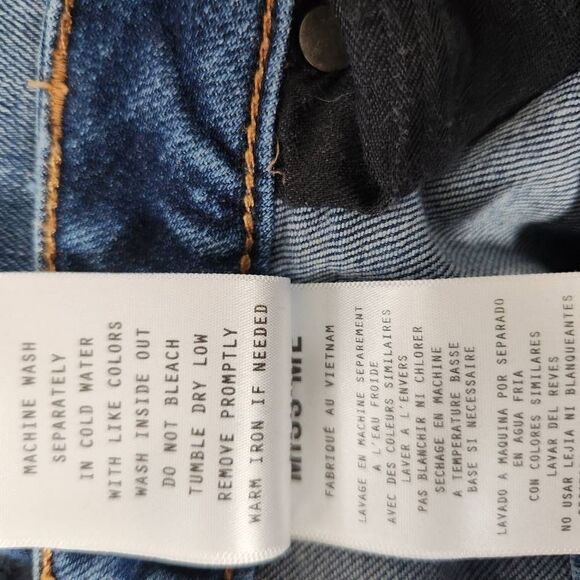 MACHINE WASH
SEPARATELY
IN COLD WATER
WITH LIKE COLORS
WASH INSIDE OUT
DO NOT BLEACH
TUMBLE DRY LOW
REMOVE PROMPTLY
WARM IRON IF NEEDED
MISS ME
FABRIQUÉ AU VIETNAM
LAVAGE EN MACHINE SEPAREMENT
A L'EAU FROIDE
AVEC DES COULEURS SIMILAIRES
LAVER A L'ENVERS
PAS BLANCHIR NI CHLORER
SECHAGE EN MACHINE
A TEMPERATURE BASSE
BASE SI NECESSAIRE
LAVADO A MAQUINA POR SEPARADO
EN AGUA FRIA
CON COLORES SIMILARES
LAVAR DEL REVES
NO USAR LEJIA NI BLANQUEANTES